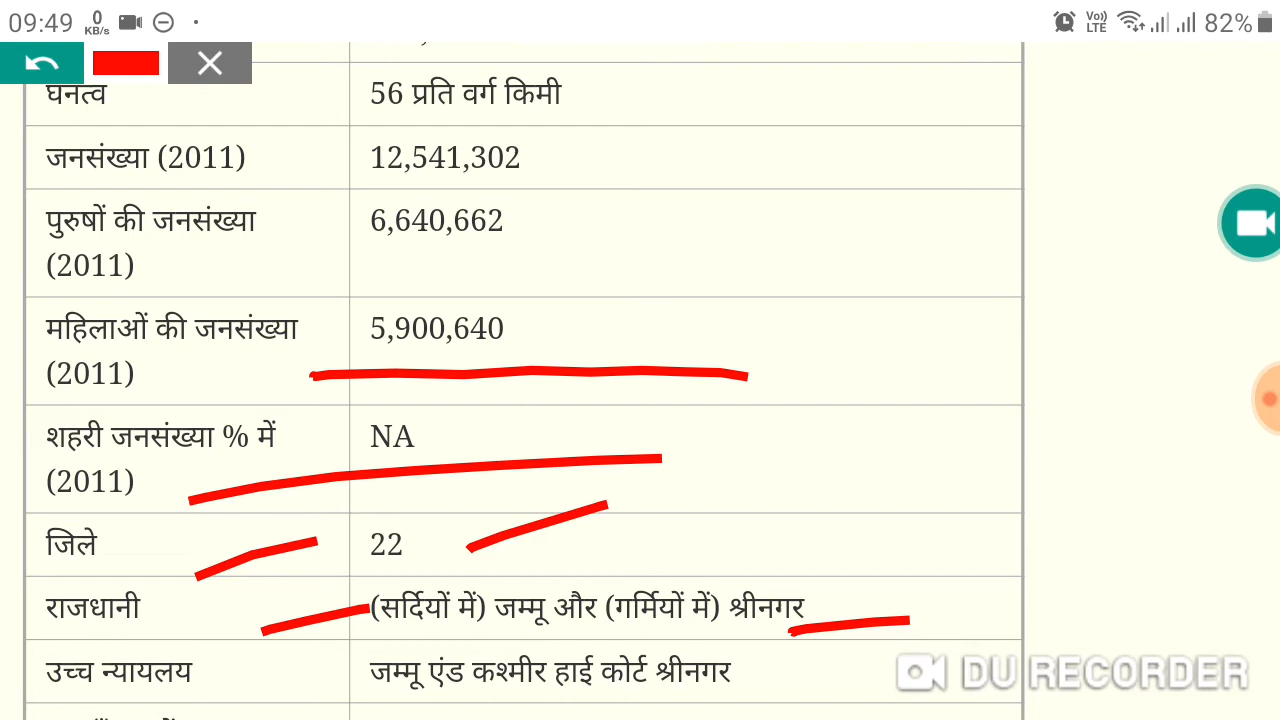 09:49 0 KB/s Vo)) LTE 82%
घनत्व 56 प्रति वर्ग किमी
जनसंख्या (2011) 12,541,302
पुरुषों की जनसंख्या 6,640,662
(2011)
महिलाओं की जनसंख्या 5,900,640
(2011)
शहरी जनसंख्या % में NA
(2011)
जिले 22
राजधानी (सर्दियों में) जम्मू और (गर्मियों में) श्रीनगर
उच्च न्यायलय जम्मू एंड कश्मीर हाई कोर्ट श्रीनगर
DU RECORDER